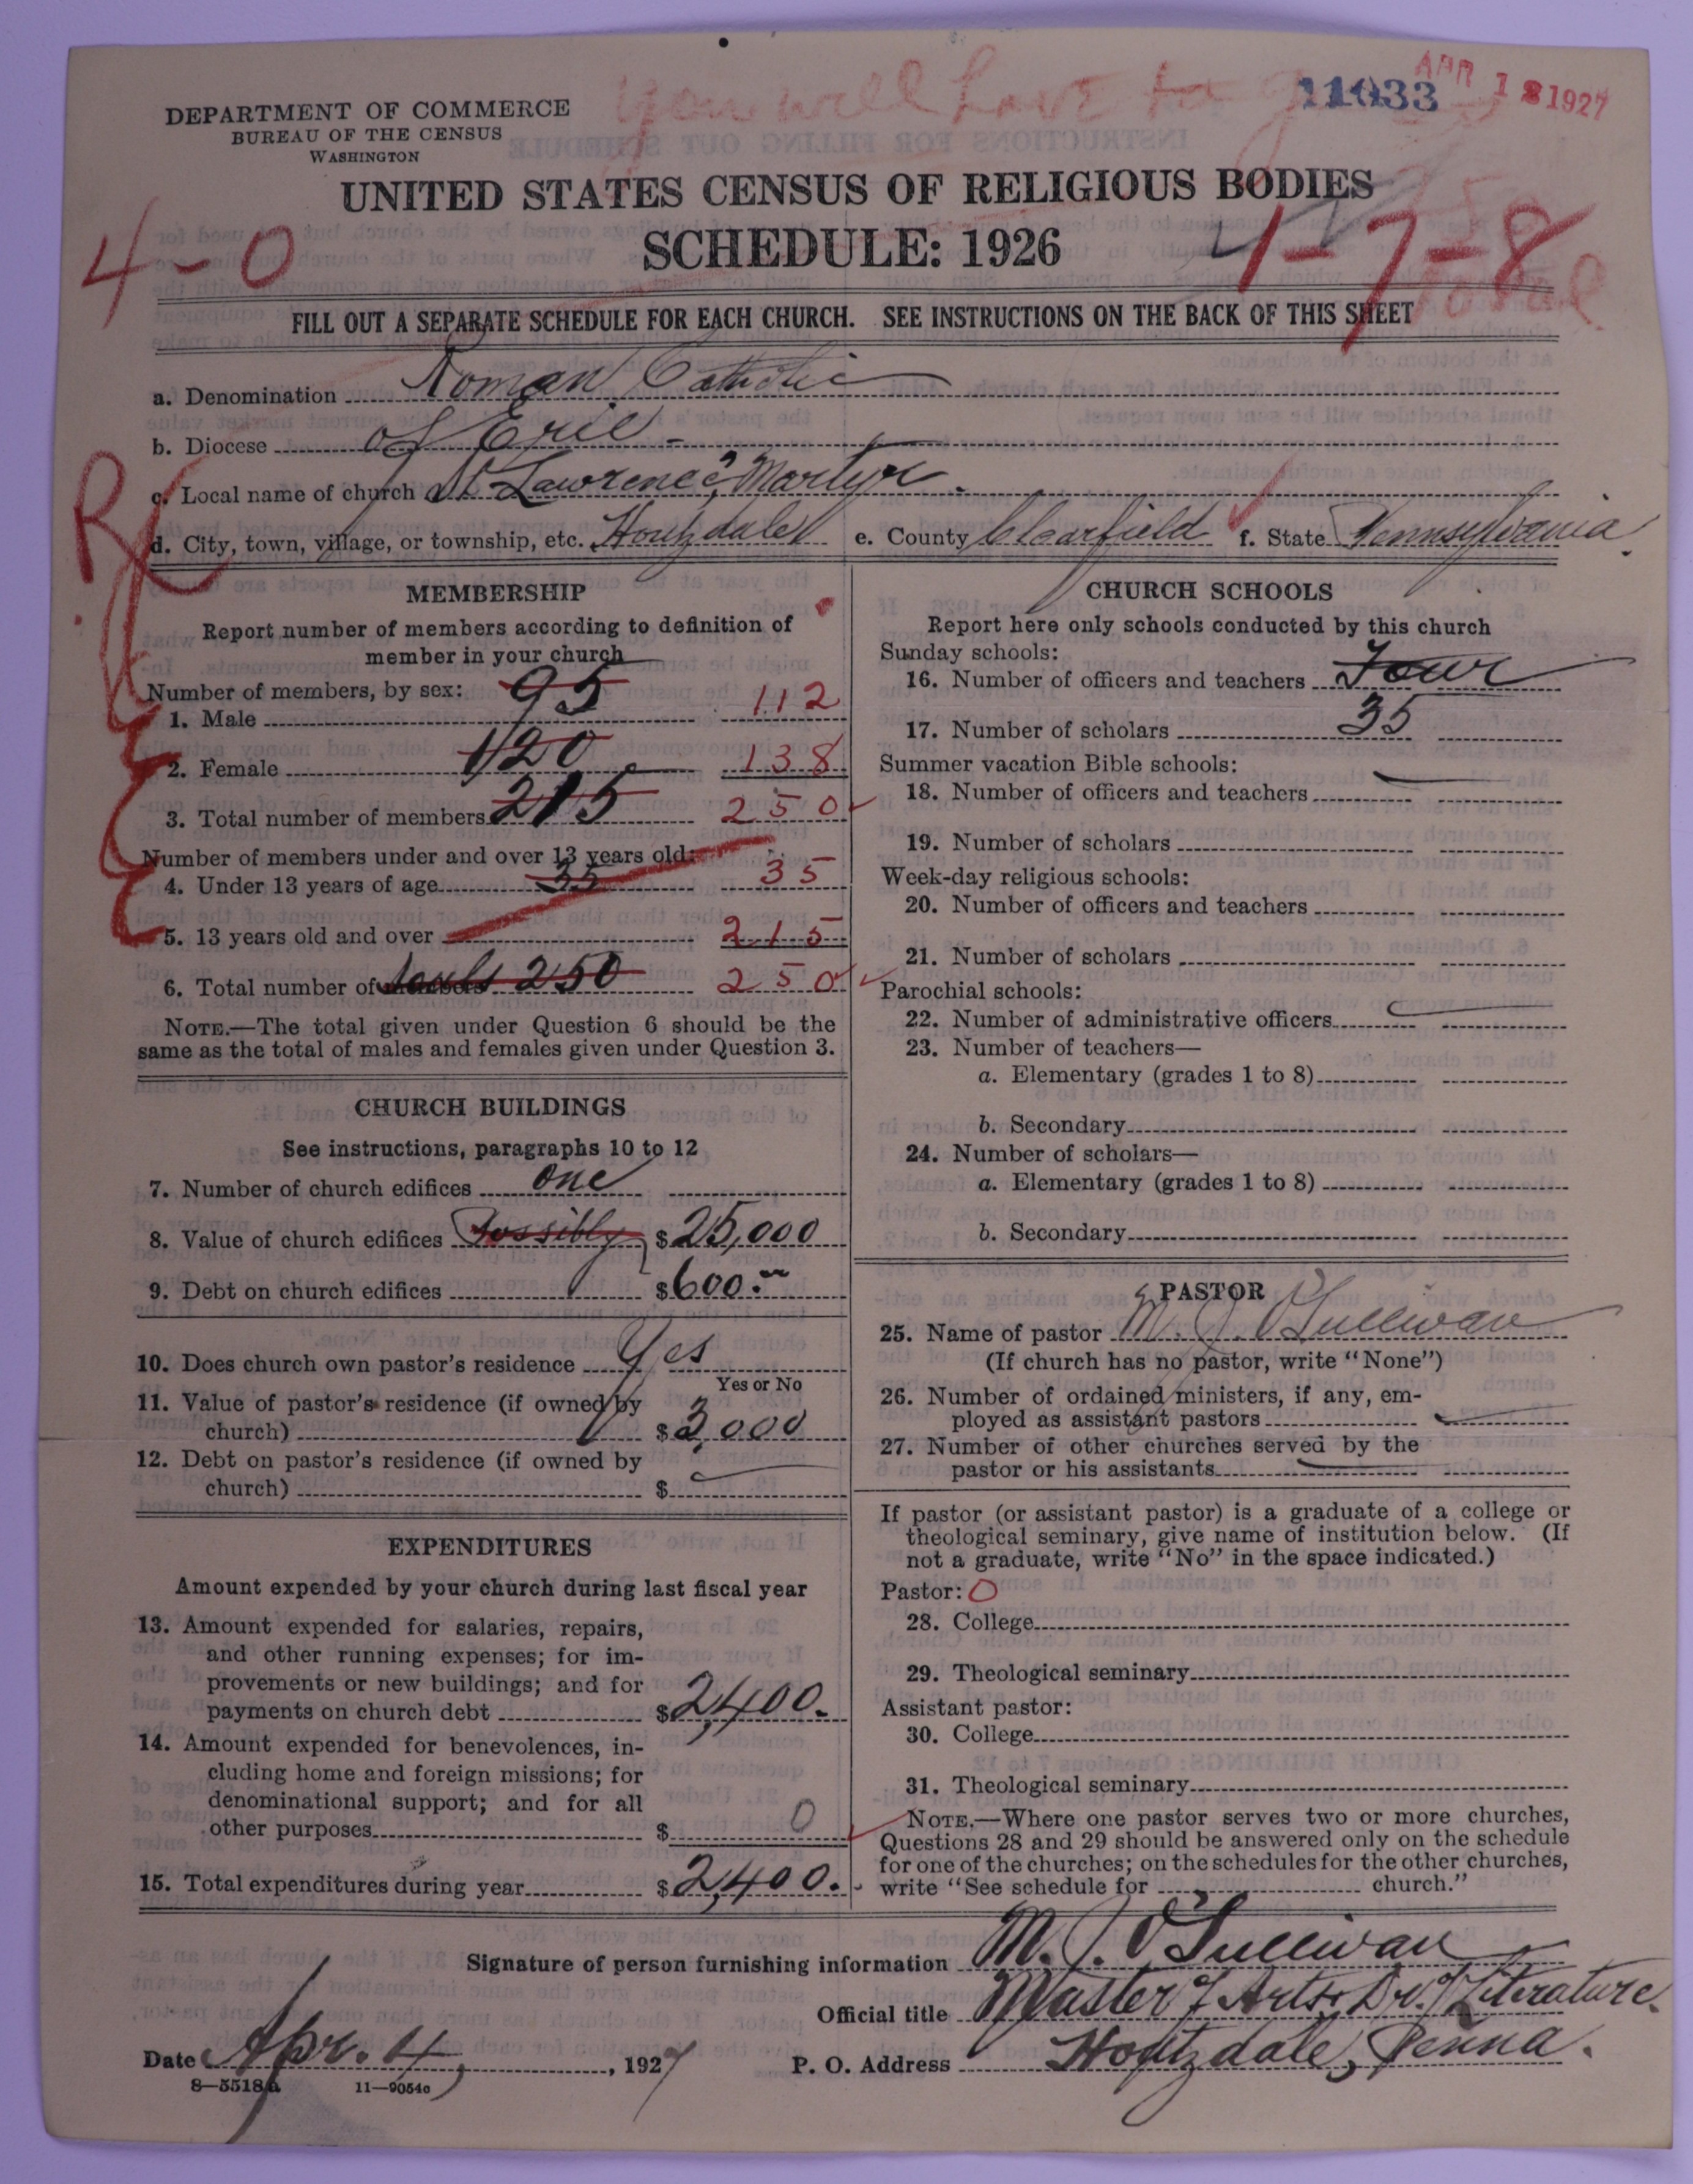 you will have to
11033 APR 18 1927
DEPARTMENT OF COMMERCE
BUREAU OF THE CENSUS
WASHINGTON
UNITED STATES CENSUS OF RELIGIOUS BODIES
SCHEDULE: 1926
4-0
4-7-8
total
FILL OUT A SEPARATE SCHEDULE FOR EACH CHURCH. SEE INSTRUCTIONS ON THE BACK OF THIS SHEET
a. Denomination Roman Catholic
b. Diocese of Erie
c. Local name of church St Lawrence, Martyr.
d. City, town, village, or township, etc. Houtzdale e. County Clearfield f. State Pennsylvania.
MEMBERSHIP
Report number of members according to definition of
member in your church
Number of members, by sex:
1. Male 95 112
2. Female 120 138
3. Total number of members 215 250
Number of members under and over 13 years old:
4. Under 13 years of age 35 35
5. 13 years old and over 215
6. Total number of members souls 250 250
NOTE.—The total given under Question 6 should be the
same as the total of males and females given under Question 3.
CHURCH BUILDINGS
See instructions, paragraphs 10 to 12
7. Number of church edifices one
8. Value of church edifices Possibly $25,000
9. Debt on church edifices $600.
10. Does church own pastor's residence Yes
Yes or No
11. Value of pastor's residence (if owned by
church) $3,000
12. Debt on pastor's residence (if owned by
church) $
EXPENDITURES
Amount expended by your church during last fiscal year
13. Amount expended for salaries, repairs,
and other running expenses; for im-
provements or new buildings; and for
payments on church debt $2,400.
14. Amount expended for benevolences, in-
cluding home and foreign missions; for
denominational support; and for all
other purposes $ 0
15. Total expenditures during year $2,400.
CHURCH SCHOOLS
Report here only schools conducted by this church
Sunday schools:
16. Number of officers and teachers Four
17. Number of scholars 35
Summer vacation Bible schools:
18. Number of officers and teachers
19. Number of scholars
Week-day religious schools:
20. Number of officers and teachers
21. Number of scholars
Parochial schools:
22. Number of administrative officers
23. Number of teachers—
a. Elementary (grades 1 to 8)
b. Secondary
24. Number of scholars—
a. Elementary (grades 1 to 8)
b. Secondary
PASTOR
25. Name of pastor M. J. O'Sullivan
(If church has no pastor, write "None")
26. Number of ordained ministers, if any, em-
ployed as assistant pastors
27. Number of other churches served by the
pastor or his assistants
If pastor (or assistant pastor) is a graduate of a college or
theological seminary, give name of institution below. (If
not a graduate, write "No" in the space indicated.)
Pastor: O
28. College
29. Theological seminary
Assistant pastor:
30. College
31. Theological seminary
NOTE.—Where one pastor serves two or more churches,
Questions 28 and 29 should be answered only on the schedule
for one of the churches; on the schedules for the other churches,
write "See schedule for church."
Signature of person furnishing information M. J. O'Sullivan
Official title Master of Arts, Dr. of Literature.
Date Apr. 4, 1927 P. O. Address Houtzdale, Penna.
8—5518a 11—9054c